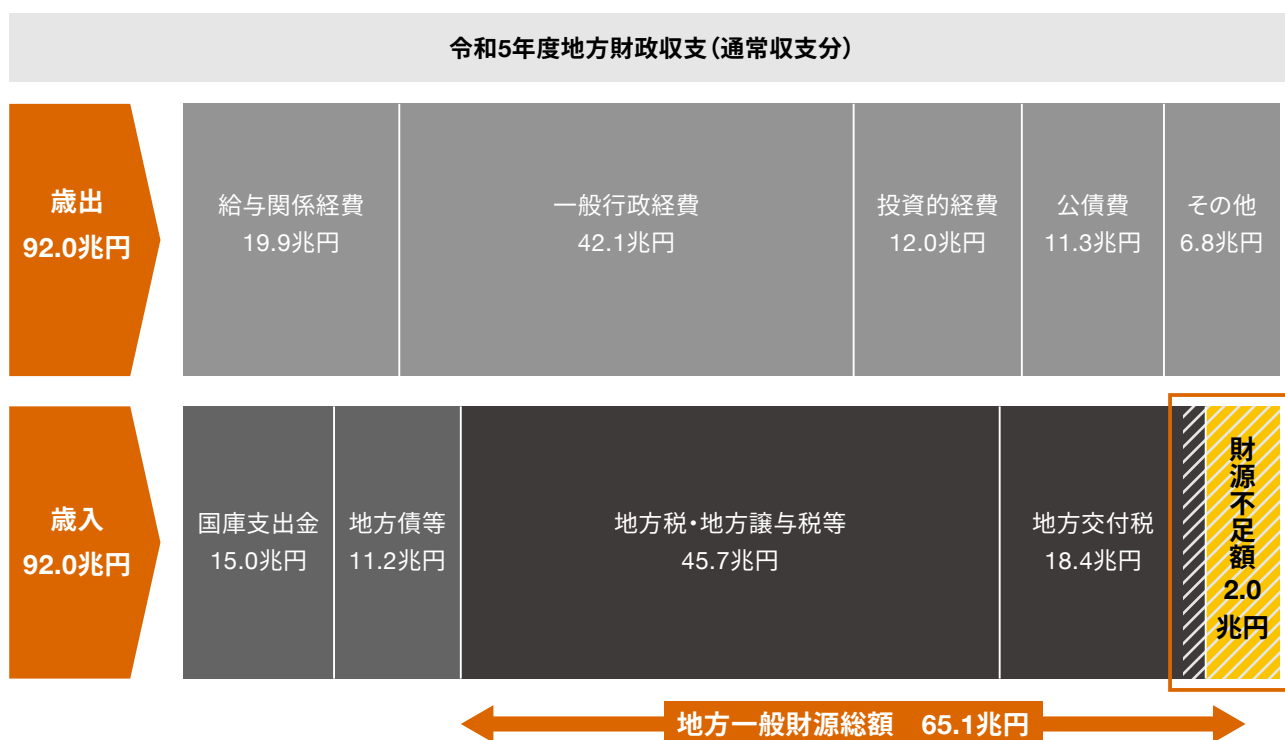 令和5年度地方財政収支（通常収支分）
歳出
92.0兆円
給与関係経費
19.9兆円
一般行政経費
42.1兆円
投資的経費
12.0兆円
公債費
11.3兆円
その他
6.8兆円
歳入
92.0兆円
国庫支出金
15.0兆円
地方債等
11.2兆円
地方税・地方譲与税等
45.7兆円
地方交付税
18.4兆円
財源不足額
2.0
兆円
地方一般財源総額　65.1兆円